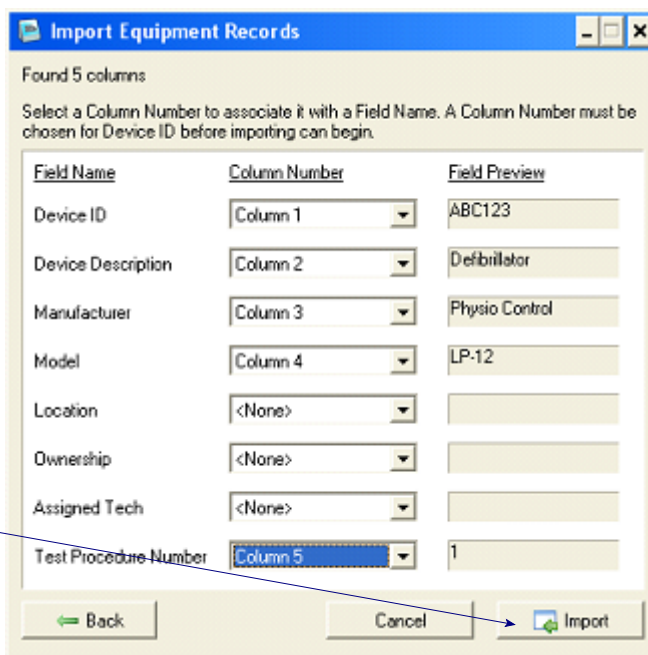 Import Equipment Records
Found 5 columns
Select a Column Number to associate it with a Field Name. A Column Number must be
chosen for Device ID before importing can begin.
Field Name Column Number Field Preview
Device ID Column 1 ABC123
Device Description Column 2 Defibrillator
Manufacturer Column 3 Physio Control
Model Column 4 LP-12
Location <None>
Ownership <None>
Assigned Tech <None>
Test Procedure Number Column 5 1
Back Cancel Import